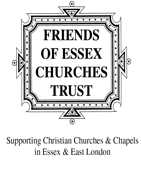 FRIENDS
OF ESSEX
CHURCHES
TRUST
Supporting Christian Churches & Chapels
in Essex & East London